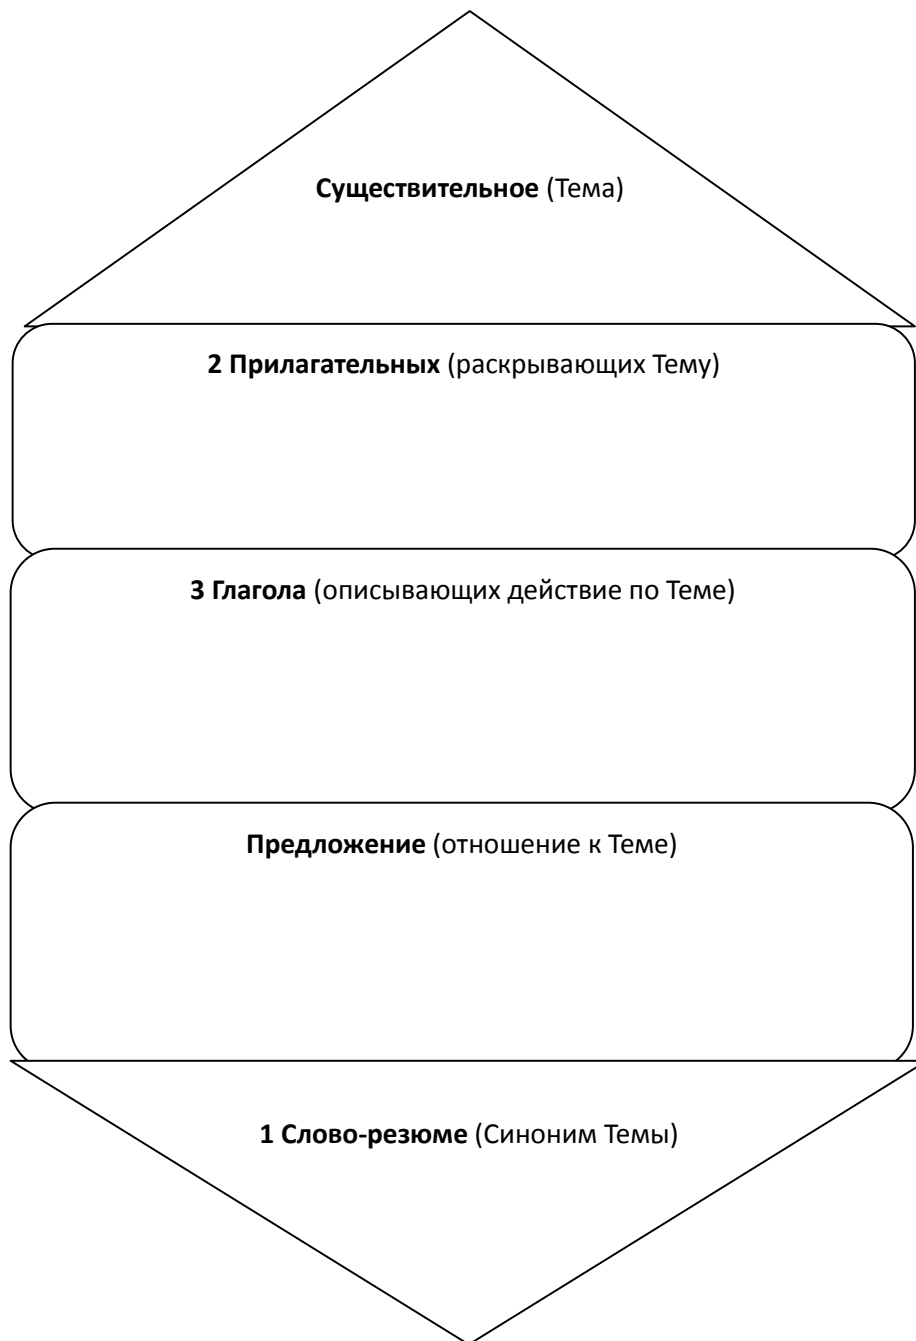 Существительное (Тема)
2 Прилагательных (раскрывающих Тему)
3 Глагола (описывающих действие по Теме)
Предложение (отношение к Теме)
1 Слово-резюме (Синоним Темы)